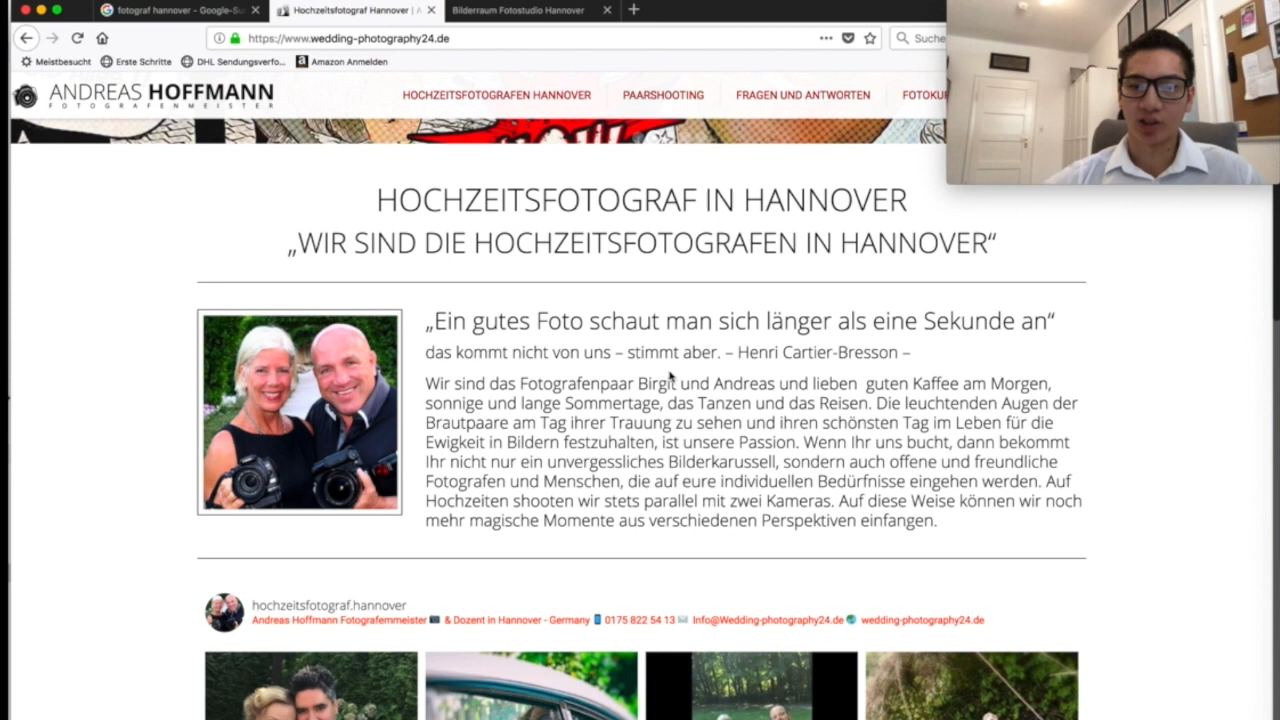 fotograf hannover - Google-Su
Hochzeitsfotograf Hannover | A
Bilderraum Fotostudio Hannover
https://www.wedding-photography24.de
Suche
Meistbesucht
Erste Schritte
DHL Sendungsverfo...
Amazon Anmelden
ANDREAS HOFFMANN
FOTOGRAFENMEISTER
HOCHZEITSFOTOGRAFEN HANNOVER
PAARSHOOTING
FRAGEN UND ANTWORTEN
FOTOKU
HOCHZEITSFOTOGRAF IN HANNOVER
„WIR SIND DIE HOCHZEITSFOTOGRAFEN IN HANNOVER“
„Ein gutes Foto schaut man sich länger als eine Sekunde an“
das kommt nicht von uns – stimmt aber. – Henri Cartier-Bresson –
Wir sind das Fotografenpaar Birgit und Andreas und lieben guten Kaffee am Morgen,
sonnige und lange Sommertage, das Tanzen und das Reisen. Die leuchtenden Augen der
Brautpaare am Tag ihrer Trauung zu sehen und ihren schönsten Tag im Leben für die
Ewigkeit in Bildern festzuhalten, ist unsere Passion. Wenn Ihr uns bucht, dann bekommt
Ihr nicht nur ein unvergessliches Bilderkarussell, sondern auch offene und freundliche
Fotografen und Menschen, die auf eure individuellen Bedürfnisse eingehen werden. Auf
Hochzeiten shooten wir stets parallel mit zwei Kameras. Auf diese Weise können wir noch
mehr magische Momente aus verschiedenen Perspektiven einfangen.
hochzeitsfotograf.hannover
Andreas Hoffmann Fotografenmeister & Dozent in Hannover - Germany 0175 822 54 13 Info@Wedding-photography24.de wedding-photography24.de